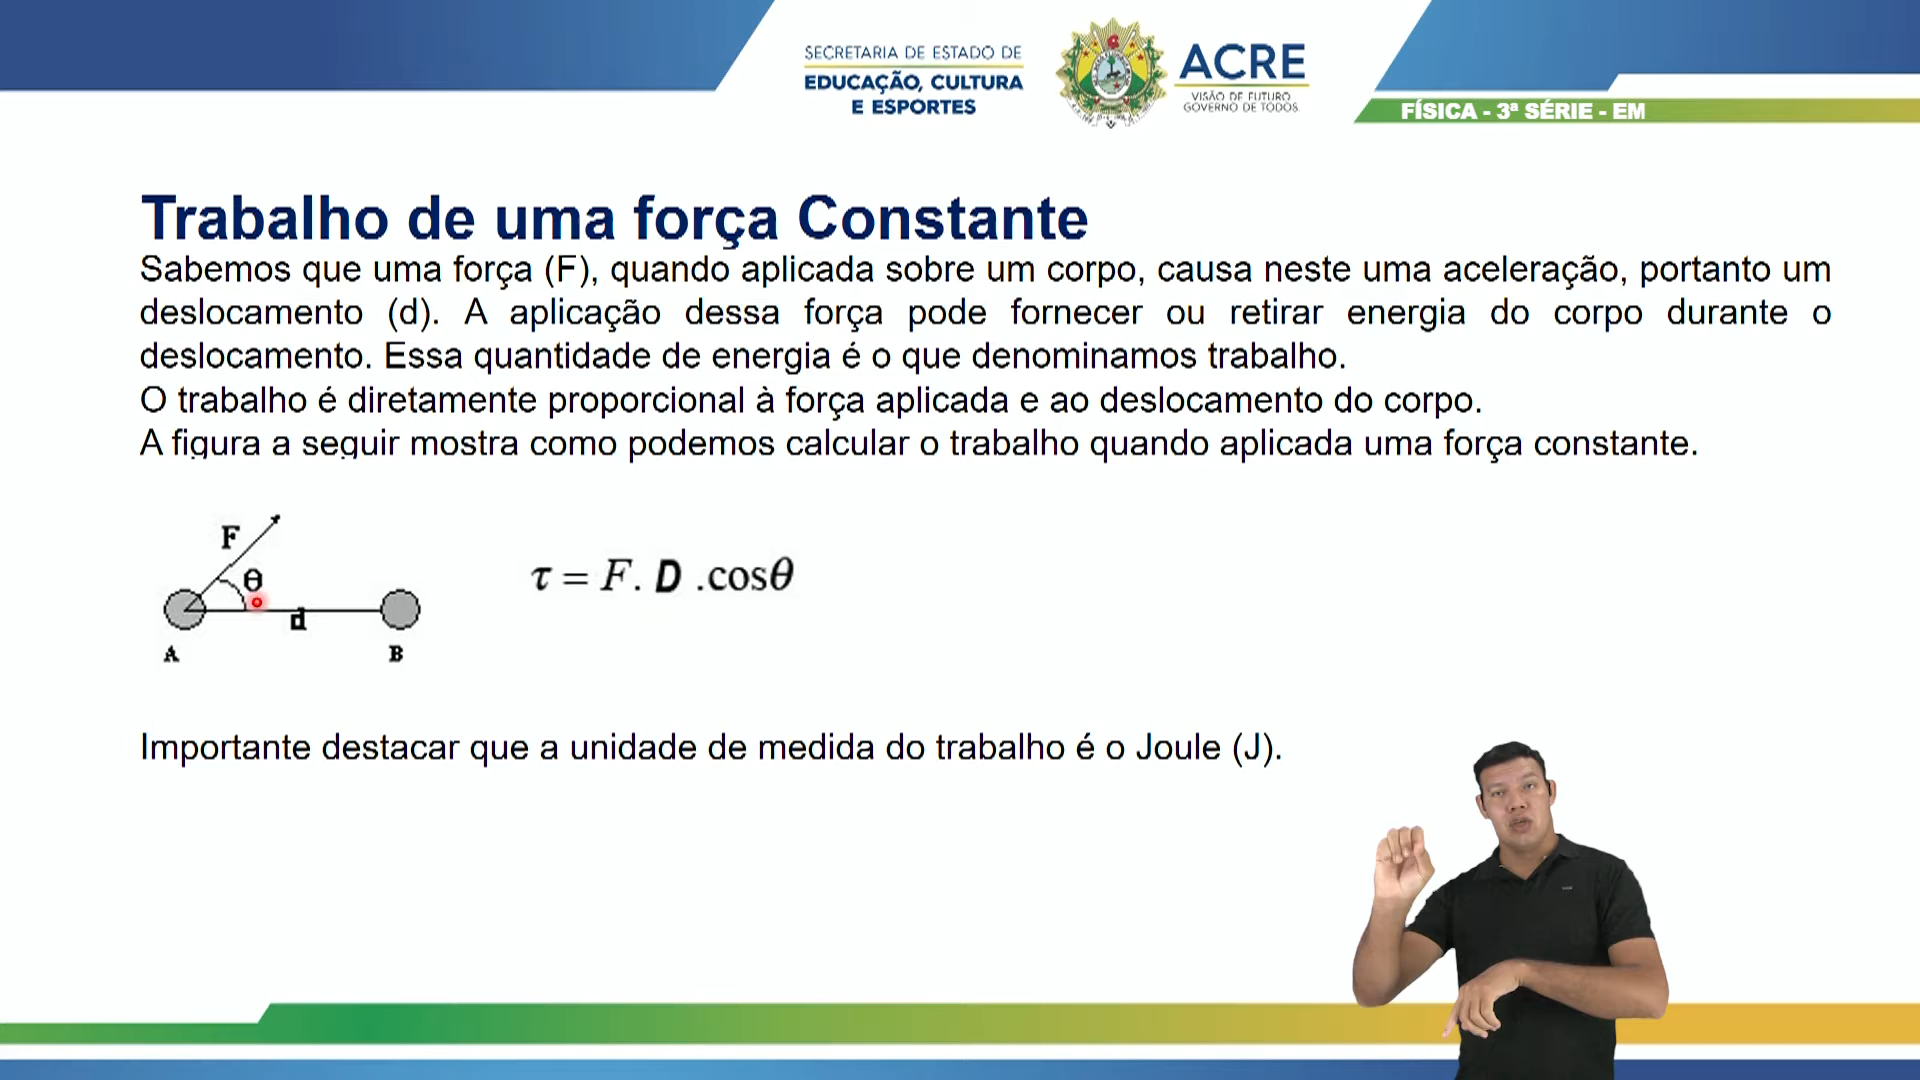 SECRETARIA DE ESTADO DE
EDUCAÇÃO, CULTURA
E ESPORTES
ACRE
VISÃO DE FUTURO
GOVERNO DE TODOS
FÍSICA - 3ª SÉRIE - EM
Trabalho de uma força Constante
Sabemos que uma força (F), quando aplicada sobre um corpo, causa neste uma aceleração, portanto um
deslocamento (d). A aplicação dessa força pode fornecer ou retirar energia do corpo durante o
deslocamento. Essa quantidade de energia é o que denominamos trabalho.
O trabalho é diretamente proporcional à força aplicada e ao deslocamento do corpo.
A figura a seguir mostra como podemos calcular o trabalho quando aplicada uma força constante.
F
θ
d
A B
τ = F. D .cosθ
Importante destacar que a unidade de medida do trabalho é o Joule (J).